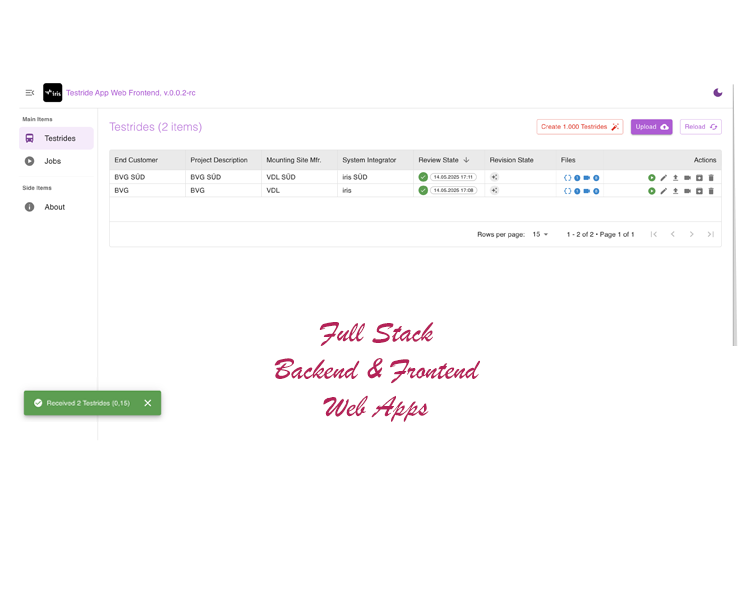 iris Testride App Web Frontend. v.0.0.2-rc
Main Items
Testrides
Jobs
Side Items
About
Testrides (2 items)
Create 1.000 Testrides Upload Reload
End Customer Project Description Mounting Site Mfr. System Integrator Review State Revision State Files Actions
BVG SÜD BVG SÜD VDL SÜD iris SÜD 14.05.2025 17:11
BVG BVG VDL iris 14.05.2025 17:08
Rows per page: 15 1 - 2 of 2 • Page 1 of 1
Full Stack
Backend & Frontend
Web Apps
Received 2 Testrides (0,15)